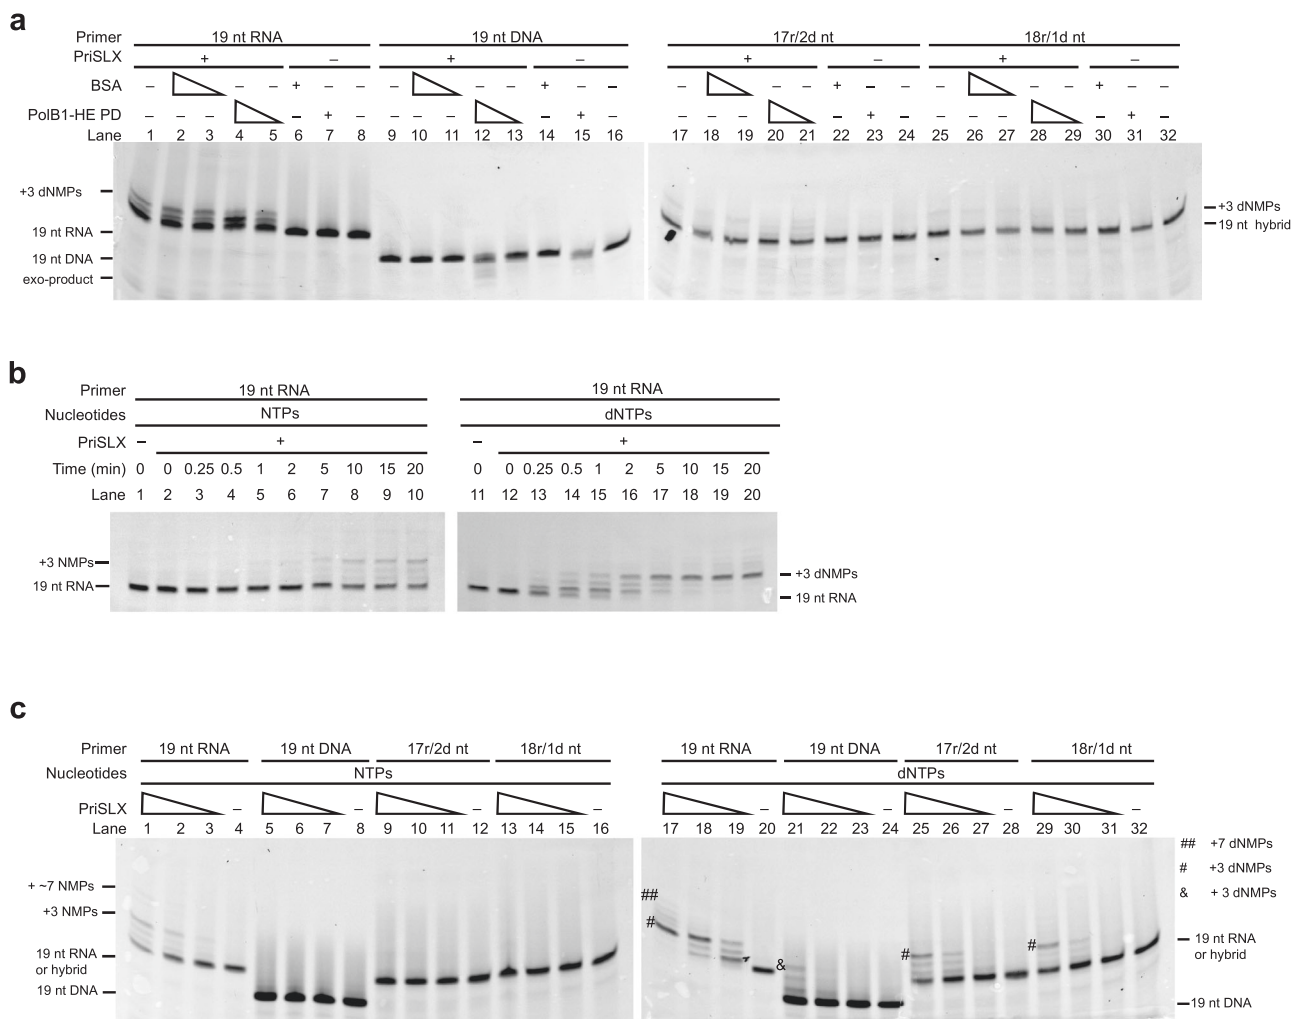 a
Primer 19 nt RNA 19 nt DNA 17r/2d nt 18r/1d nt
PriSLX + – + – + – + –
BSA – – – + – – – + – – – – + – – – – – + – –
PolB1-HE PD – – – – + – – – – – + – – – – – + – – – – – + –
Lane 1 2 3 4 5 6 7 8 9 10 11 12 13 14 15 16 17 18 19 20 21 22 23 24 25 26 27 28 29 30 31 32
+3 dNMPs
19 nt RNA
19 nt DNA
exo-product
+3 dNMPs
19 nt hybrid
b
Primer 19 nt RNA 19 nt RNA
Nucleotides NTPs dNTPs
PriSLX – + – +
Time (min) 0 0 0.25 0.5 1 2 5 10 15 20 0 0 0.25 0.5 1 2 5 10 15 20
Lane 1 2 3 4 5 6 7 8 9 10 11 12 13 14 15 16 17 18 19 20
+3 NMPs
19 nt RNA
+3 dNMPs
19 nt RNA
c
Primer 19 nt RNA 19 nt DNA 17r/2d nt 18r/1d nt 19 nt RNA 19 nt DNA 17r/2d nt 18r/1d nt
Nucleotides NTPs dNTPs
PriSLX – – – – – – – –
Lane 1 2 3 4 5 6 7 8 9 10 11 12 13 14 15 16 17 18 19 20 21 22 23 24 25 26 27 28 29 30 31 32
+ ~7 NMPs
+3 NMPs
19 nt RNA
or hybrid
19 nt DNA
##
#
&
#
#
## +7 dNMPs
# +3 dNMPs
& + 3 dNMPs
19 nt RNA
or hybrid
19 nt DNA